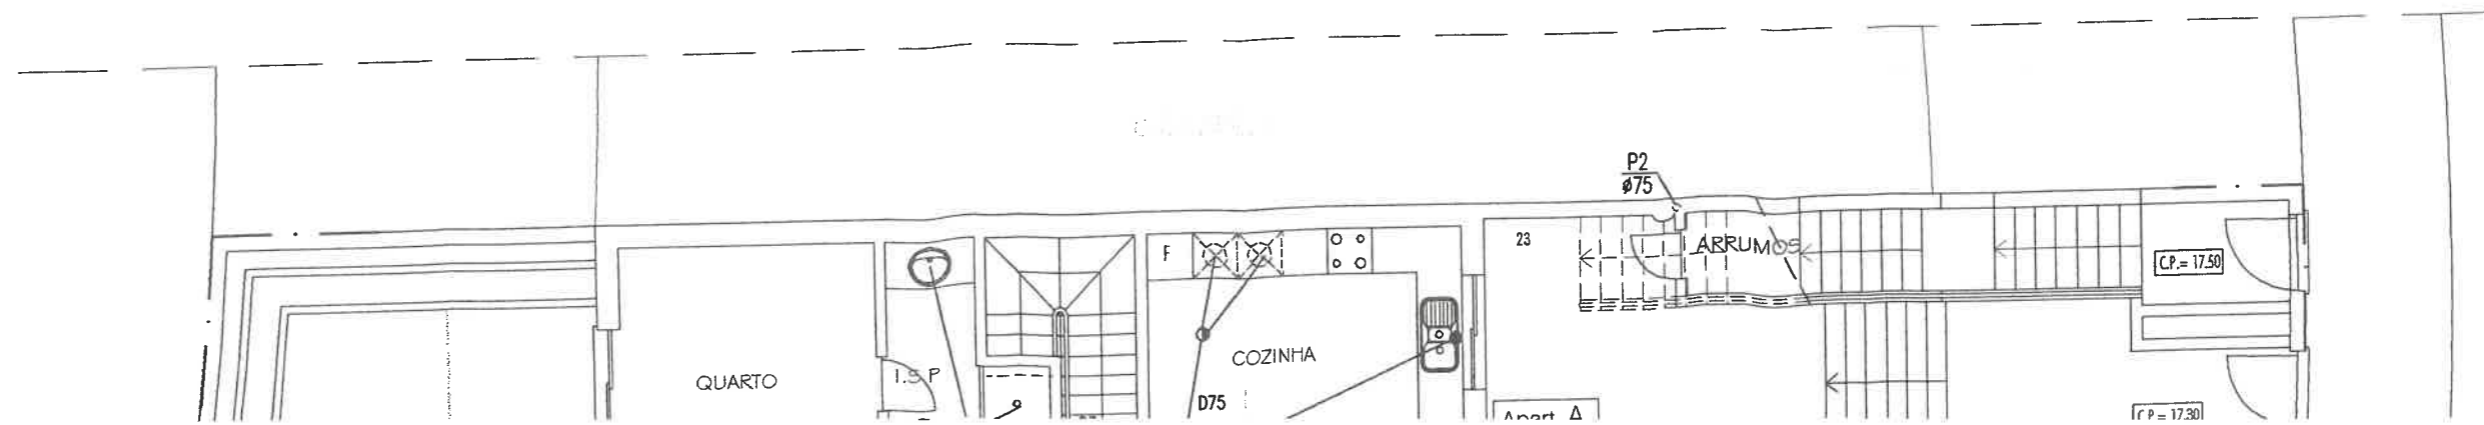 P2
ø75
F
23
ARRUMOS
C.P.= 17.50
COZINHA
QUARTO
I.S P
D75
Apart. A
C.P = 17.30